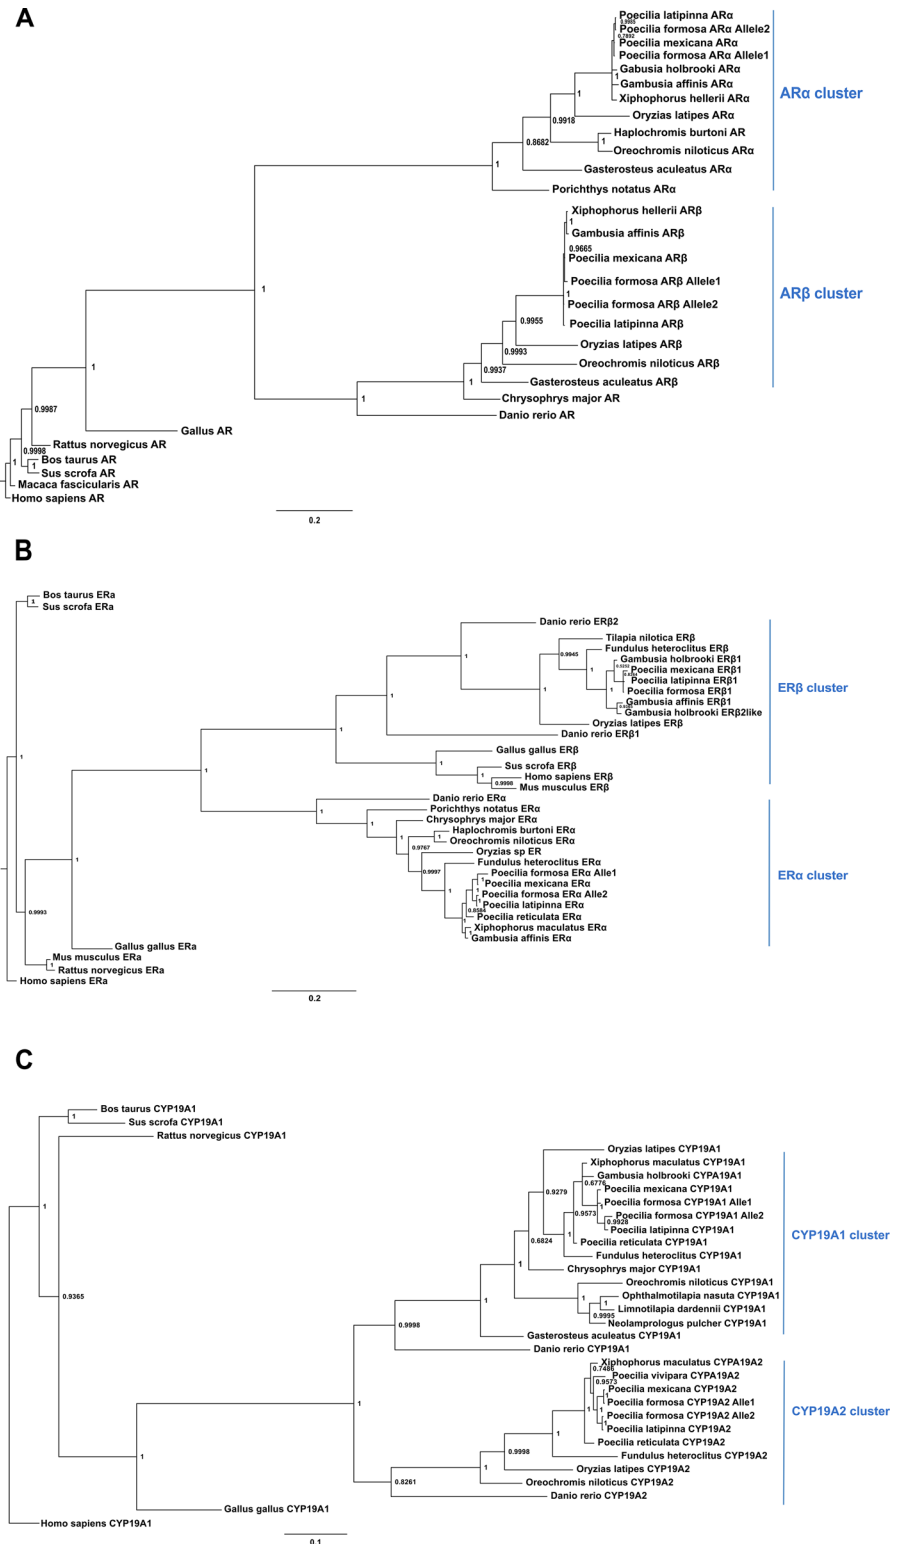 A
Poecilia latipinna ARα
0.9985
Poecilia formosa ARα Allele2
0.7892
Poecilia mexicana ARα
Poecilia formosa ARα Allele1
Gabusia holbrooki ARα
1
Gambusia affinis ARα
ARα cluster
1
Xiphophorus hellerii ARα
0.9918
Oryzias latipes ARα
Haplochromis burtoni AR
0.8682
1
Oreochromis niloticus ARα
1
Gasterosteus aculeatus ARα
Porichthys notatus ARα
Xiphophorus hellerii ARβ
1
Gambusia affinis ARβ
0.9665
Poecilia mexicana ARβ
Poecilia formosa ARβ Allele1
1
ARβ cluster
1
Poecilia formosa ARβ Allele2
0.9955
Poecilia latipinna ARβ
Oryzias latipes ARβ
0.9993
Oreochromis niloticus ARβ
0.9937
1
1
Gasterosteus aculeatus ARβ
1
Chrysophrys major AR
0.9987
Danio rerio AR
Gallus AR
Rattus norvegicus AR
0.9998
Bos taurus AR
1
1
Sus scrofa AR
Macaca fascicularis AR
Homo sapiens AR
0.2
B
Bos taurus ERa
1
Sus scrofa ERa
Danio rerio ERβ2
Tilapia nilotica ERβ
Fundulus heteroclitus ERβ
1
0.9945
Gambusia holbrooki ERβ1
Poecilia mexicana ERβ1
1
Poecilia latipinna ERβ1
ERβ cluster
1
1
1
Poecilia formosa ERβ1
Gambusia affinis ERβ1
Gambusia holbrooki ERβ2like
Oryzias latipes ERβ
1
Danio rerio ERβ1
Gallus gallus ERβ
1
1
Sus scrofa ERβ
1
1
Homo sapiens ERβ
0.9998
Mus musculus ERβ
Danio rerio ERα
1
Porichthys notatus ERα
1
Chrysophrys major ERα
Haplochromis burtoni ERα
1
1
Oreochromis niloticus ERα
0.9767
Oryzias sp ER
Fundulus heteroclitus ERα
1
0.9997
Poecilia formosa ERα Alle1
ERα cluster
1
Poecilia mexicana ERα
1
1
Poecilia formosa ERα Alle2
1
Poecilia latipinna ERα
0.9993
0.8584
Poecilia reticulata ERα
1
Xiphophorus maculatus ERα
1
Gambusia affinis ERα
Gallus gallus ERa
Mus musculus ERa
1
Rattus norvegicus ERa
Homo sapiens ERa
0.2
C
Bos taurus CYP19A1
1
Sus scrofa CYP19A1
Rattus norvegicus CYP19A1
Oryzias latipes CYP19A1
Xiphophorus maculatus CYP19A1
Gambusia holbrooki CYPA19A1
0.6776
Poecilia mexicana CYP19A1
0.9279
Poecilia formosa CYP19A1 Alle1
1
1
0.9573
Poecilia formosa CYP19A1 Alle2
0.9928
Poecilia latipinna CYP19A1
CYP19A1 cluster
0.6824
1
Poecilia reticulata CYP19A1
Fundulus heteroclitus CYP19A1
1
Chrysophrys major CYP19A1
Oreochromis niloticus CYP19A1
0.9365
1
Ophthalmotilapia nasuta CYP19A1
1
1
Limnotilapia dardennii CYP19A1
0.9995
Neolamprologus pulcher CYP19A1
0.9998
Gasterosteus aculeatus CYP19A1
Danio rerio CYP19A1
Xiphophorus maculatus CYPA19A2
0.7486
Poecilia vivipara CYPA19A2
0.9573
Poecilia mexicana CYP19A2
1
1
Poecilia formosa CYP19A2 Alle1
1
1
CYP19A2 cluster
Poecilia formosa CYP19A2 Alle2
1
Poecilia latipinna CYP19A2
1
Poecilia reticulata CYP19A2
0.9998
Fundulus heteroclitus CYP19A2
1
1
Oryzias latipes CYP19A2
0.8261
Oreochromis niloticus CYP19A2
Danio rerio CYP19A2
Gallus gallus CYP19A1
Homo sapiens CYP19A1
0.1